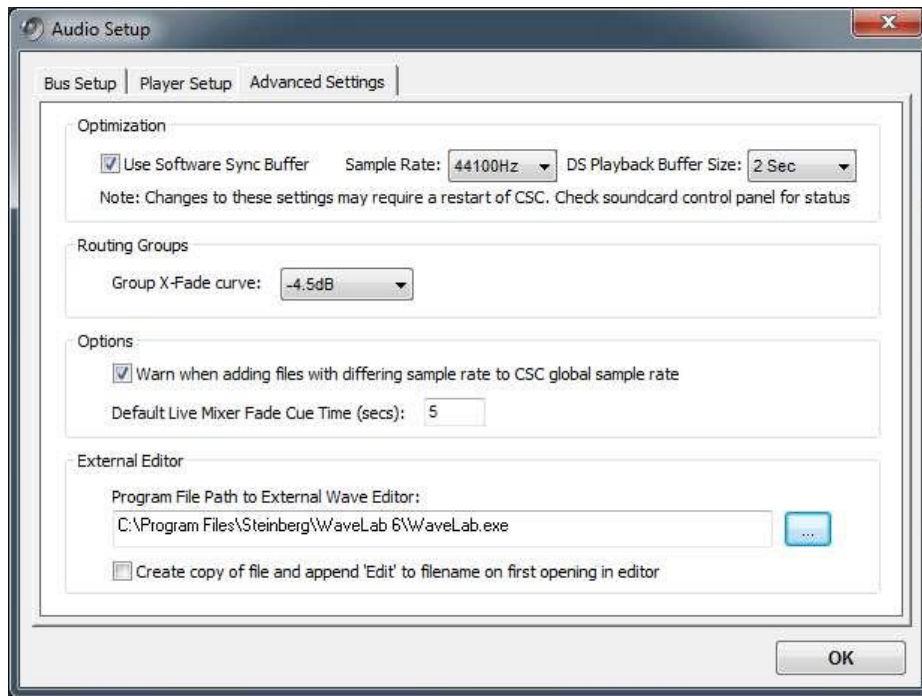 Audio Setup
Bus Setup Player Setup Advanced Settings
Optimization
Use Software Sync Buffer Sample Rate: 44100Hz DS Playback Buffer Size: 2 Sec
Note: Changes to these settings may require a restart of CSC. Check soundcard control panel for status
Routing Groups
Group X-Fade curve: -4.5dB
Options
Warn when adding files with differing sample rate to CSC global sample rate
Default Live Mixer Fade Cue Time (secs): 5
External Editor
Program File Path to External Wave Editor:
C:\Program Files\Steinberg\WaveLab 6\WaveLab.exe
...
Create copy of file and append 'Edit' to filename on first opening in editor
OK